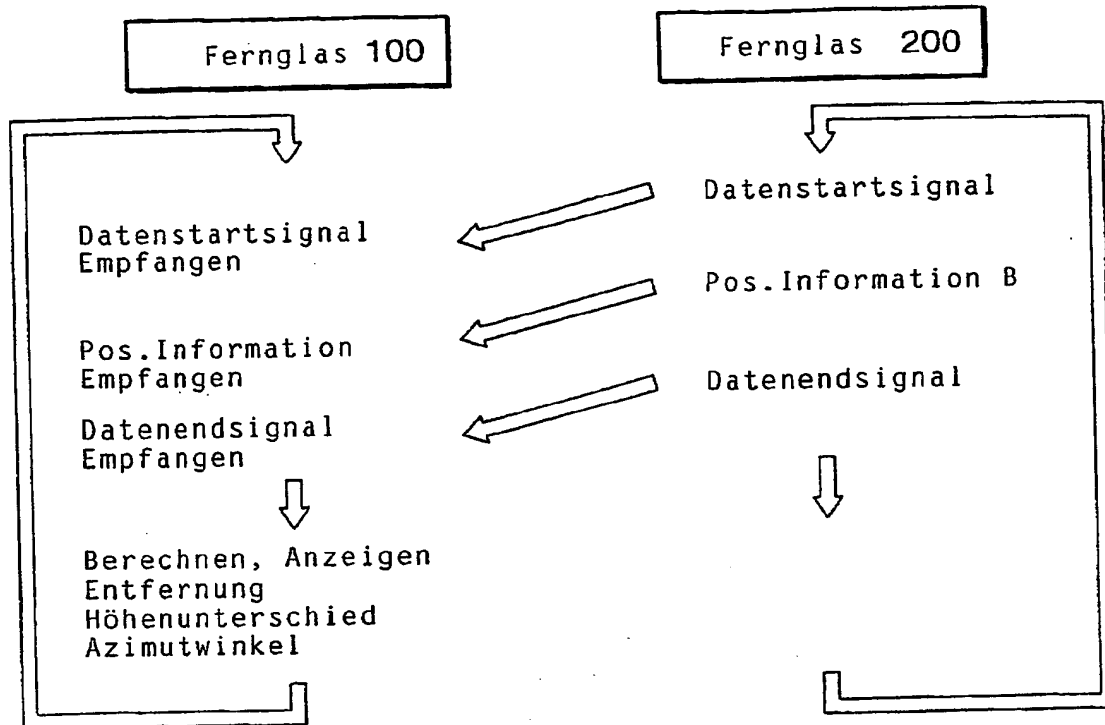 Fernglas 100
Fernglas 200
Datenstartsignal
Datenstartsignal
Empfangen
Pos.Information B
Pos.Information
Empfangen
Datenendsignal
Datenendsignal
Empfangen
Berechnen, Anzeigen
Entfernung
Höhenunterschied
Azimutwinkel